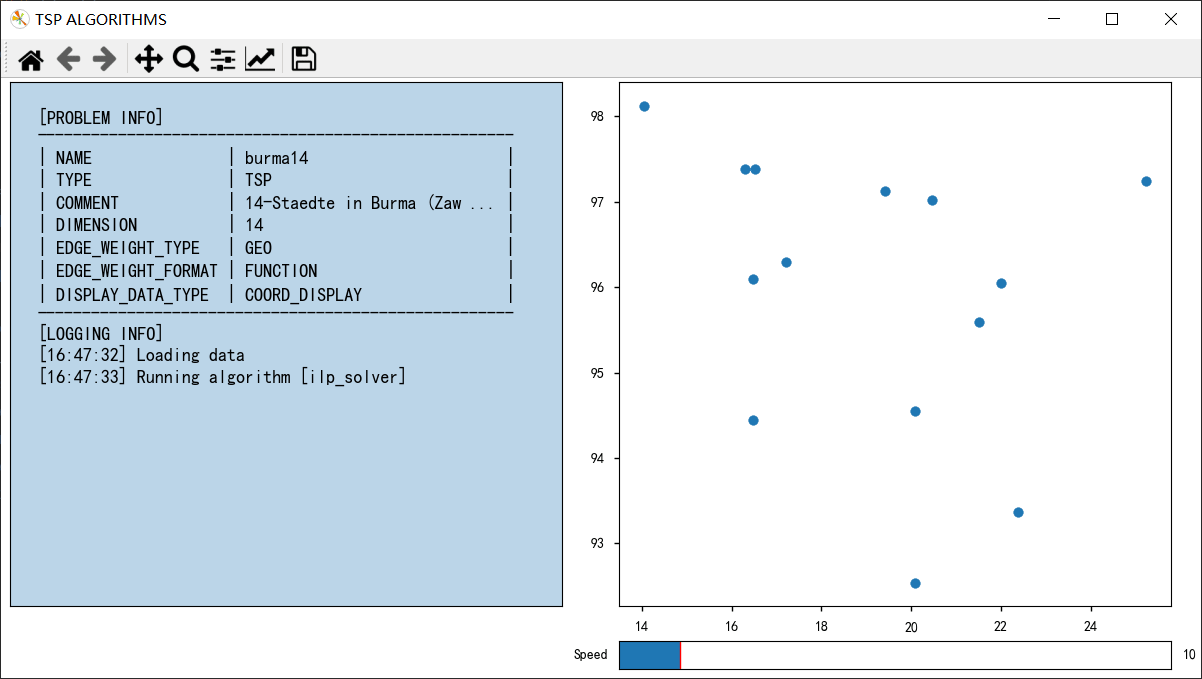 TSP ALGORITHMS
[PROBLEM INFO]
| NAME | burma14 |
| TYPE | TSP |
| COMMENT | 14-Staedte in Burma (Zaw ... |
| DIMENSION | 14 |
| EDGE_WEIGHT_TYPE | GEO |
| EDGE_WEIGHT_FORMAT | FUNCTION |
| DISPLAY_DATA_TYPE | COORD_DISPLAY |
[LOGGING INFO]
[16:47:32] Loading data
[16:47:33] Running algorithm [ilp_solver]
98
97
96
95
94
93
14 16 18 20 22 24
Speed 10